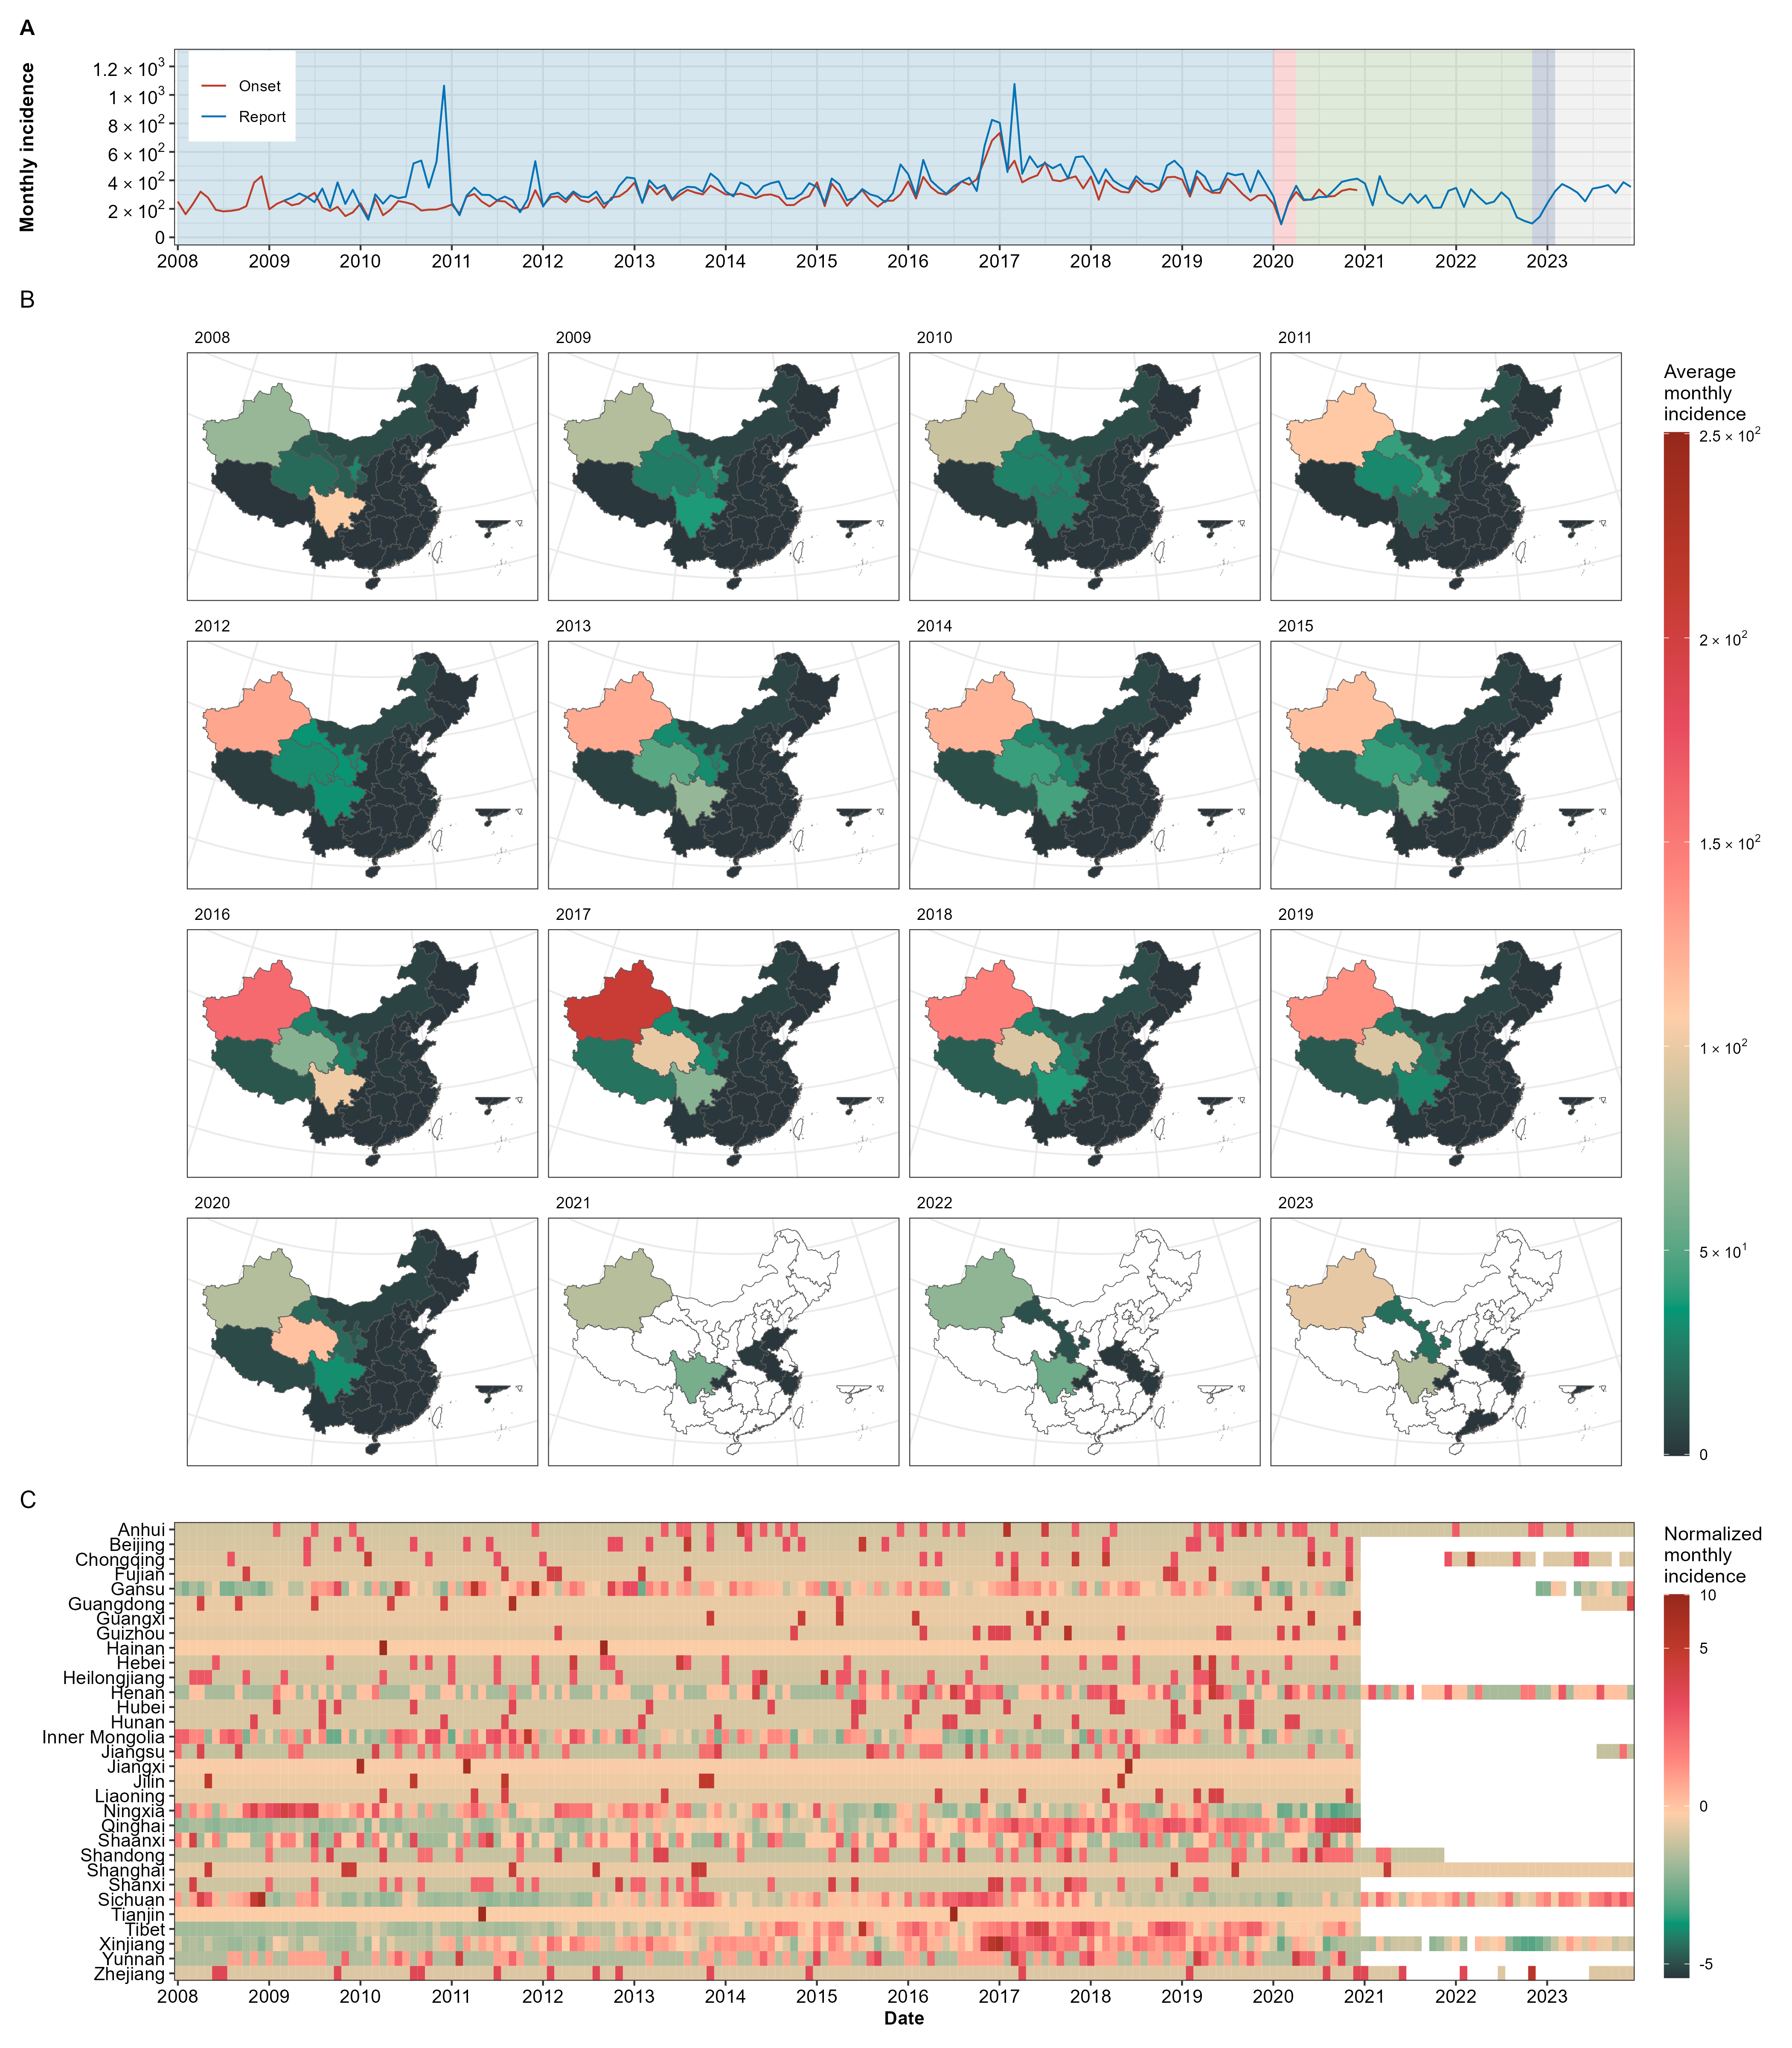 A
Monthly incidence
1.2 × 10³
1 × 10³
8 × 10²
6 × 10²
4 × 10²
2 × 10²
0
Onset
Report
2008 2009 2010 2011 2012 2013 2014 2015 2016 2017 2018 2019 2020 2021 2022 2023
B
2008 2009 2010 2011
2012 2013 2014 2015
2016 2017 2018 2019
2020 2021 2022 2023
Average
monthly
incidence
2.5 × 10²
2 × 10²
1.5 × 10²
1 × 10²
5 × 10¹
0
C
Anhui
Beijing
Chongqing
Fujian
Gansu
Guangdong
Guangxi
Guizhou
Hainan
Hebei
Heilongjiang
Henan
Hubei
Hunan
Inner Mongolia
Jiangsu
Jiangxi
Jilin
Liaoning
Ningxia
Qinghai
Shaanxi
Shandong
Shanghai
Shanxi
Sichuan
Tianjin
Tibet
Xinjiang
Yunnan
Zhejiang
2008 2009 2010 2011 2012 2013 2014 2015 2016 2017 2018 2019 2020 2021 2022 2023
Date
Normalized
monthly
incidence
10
5
0
-5